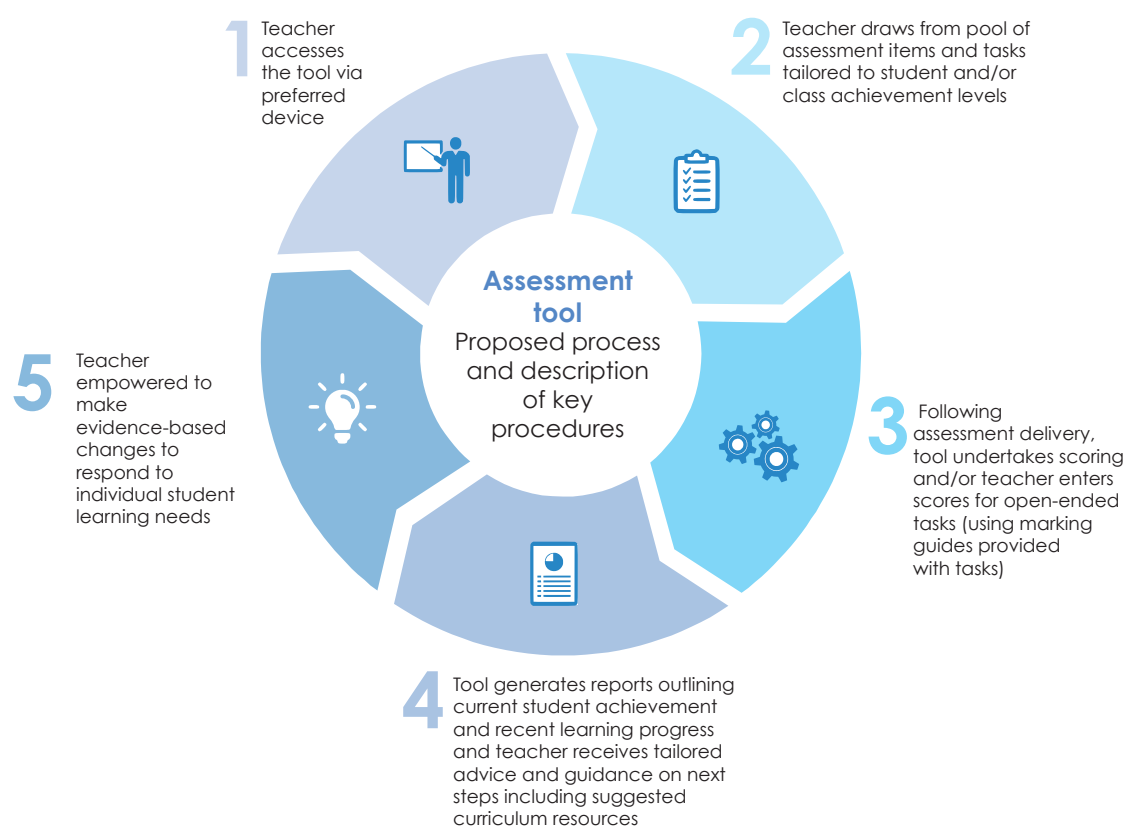 1
Teacher
accesses
the tool via
preferred
device
2
Teacher draws from pool of
assessment items and tasks
tailored to student and/or
class achievement levels
Assessment
tool
Proposed process
and description
of key
procedures
3
Following
assessment delivery,
tool undertakes scoring
and/or teacher enters
scores for open-ended
tasks (using marking
guides provided
with tasks)
4
Tool generates reports outlining
current student achievement
and recent learning progress
and teacher receives tailored
advice and guidance on next
steps including suggested
curriculum resources
5
Teacher
empowered to
make
evidence-based
changes to
respond to
individual student
learning needs